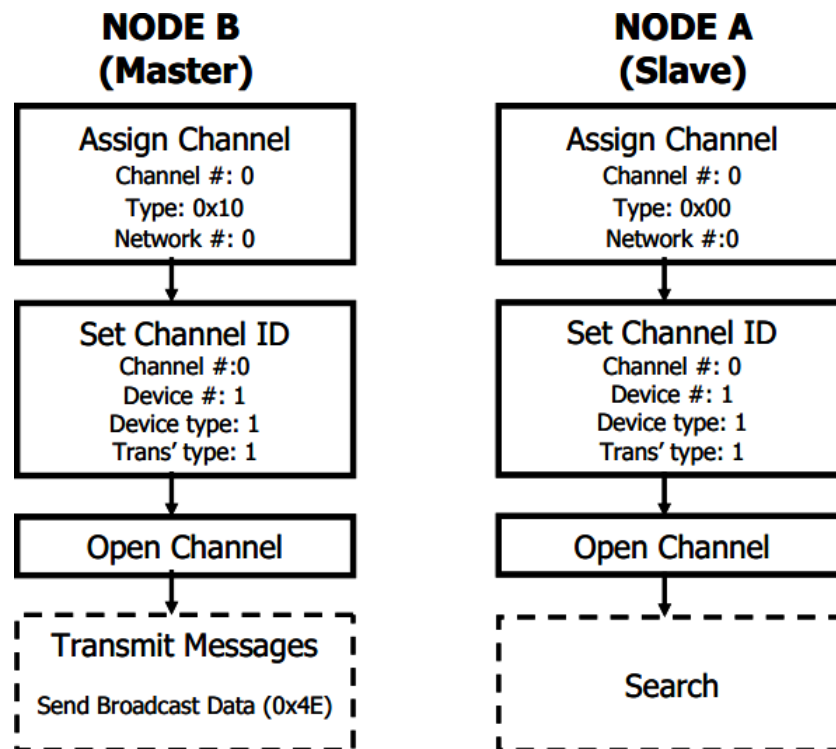 NODE B
(Master)
Assign Channel
Channel #: 0
Type: 0x10
Network #: 0
Set Channel ID
Channel #:0
Device #: 1
Device type: 1
Trans’ type: 1
Open Channel
Transmit Messages
Send Broadcast Data (0x4E)
NODE A
(Slave)
Assign Channel
Channel #: 0
Type: 0x00
Network #:0
Set Channel ID
Channel #: 0
Device #: 1
Device type: 1
Trans’ type: 1
Open Channel
Search